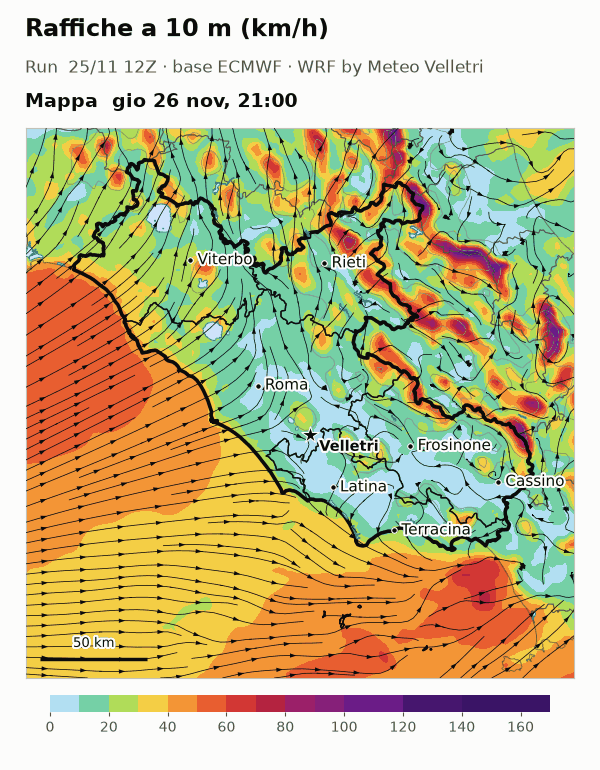 Raffiche a 10 m (km/h)
Run 25/11 12Z · base ECMWF · WRF by Meteo Velletri
Mappa gio 26 nov, 21:00
Viterbo
Rieti
Roma
Velletri
Frosinone
Cassino
Latina
Terracina
50 km
0 20 40 60 80 100 120 140 160